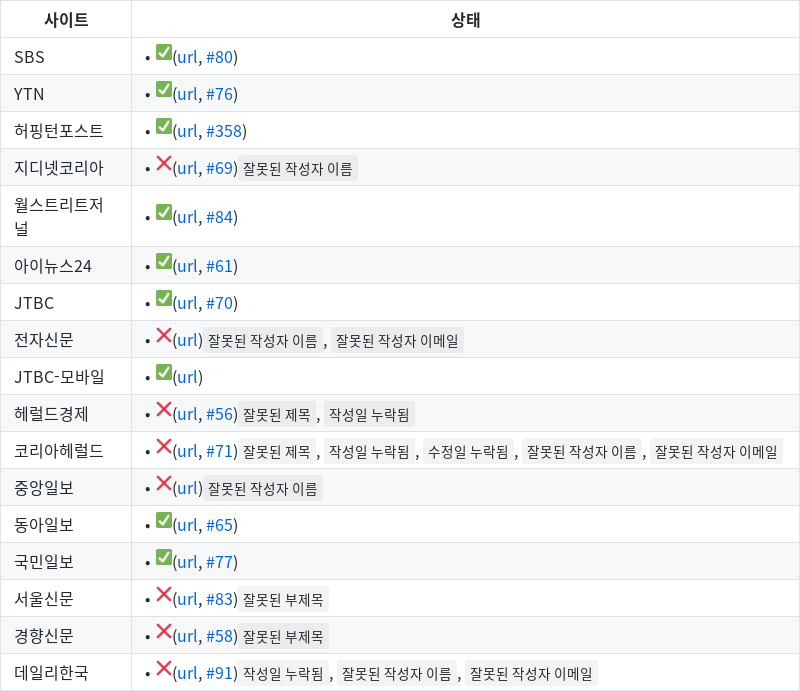 사이트 상태
SBS • ✅(url, #80)
YTN • ✅(url, #76)
허핑턴포스트 • ✅(url, #358)
지디넷코리아 • ❌(url, #69) 잘못된 작성자 이름
월스트리트저
널 • ✅(url, #84)
아이뉴스24 • ✅(url, #61)
JTBC • ✅(url, #70)
전자신문 • ❌(url) 잘못된 작성자 이름 , 잘못된 작성자 이메일
JTBC-모바일 • ✅(url)
헤럴드경제 • ❌(url, #56) 잘못된 제목 , 작성일 누락됨
코리아헤럴드 • ❌(url, #71) 잘못된 제목 , 작성일 누락됨 , 수정일 누락됨 , 잘못된 작성자 이름 , 잘못된 작성자 이메일
중앙일보 • ❌(url) 잘못된 작성자 이름
동아일보 • ✅(url, #65)
국민일보 • ✅(url, #77)
서울신문 • ❌(url, #83) 잘못된 부제목
경향신문 • ❌(url, #58) 잘못된 부제목
데일리한국 • ❌(url, #91) 작성일 누락됨 , 잘못된 작성자 이름 , 잘못된 작성자 이메일